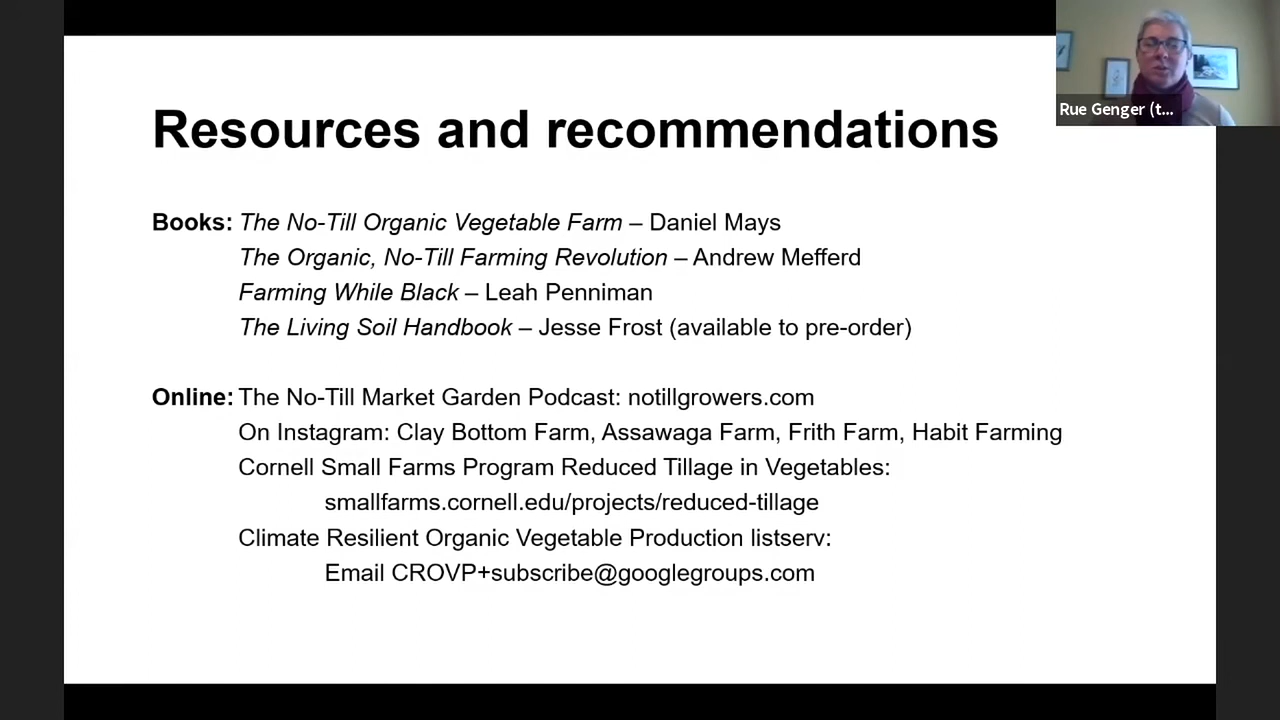 Resources and recommendations
Rue Genger (t...
Books: The No-Till Organic Vegetable Farm – Daniel Mays
The Organic, No-Till Farming Revolution – Andrew Mefferd
Farming While Black – Leah Penniman
The Living Soil Handbook – Jesse Frost (available to pre-order)
Online: The No-Till Market Garden Podcast: notillgrowers.com
On Instagram: Clay Bottom Farm, Assawaga Farm, Frith Farm, Habit Farming
Cornell Small Farms Program Reduced Tillage in Vegetables:
smallfarms.cornell.edu/projects/reduced-tillage
Climate Resilient Organic Vegetable Production listserv:
Email CROVP+subscribe@googlegroups.com